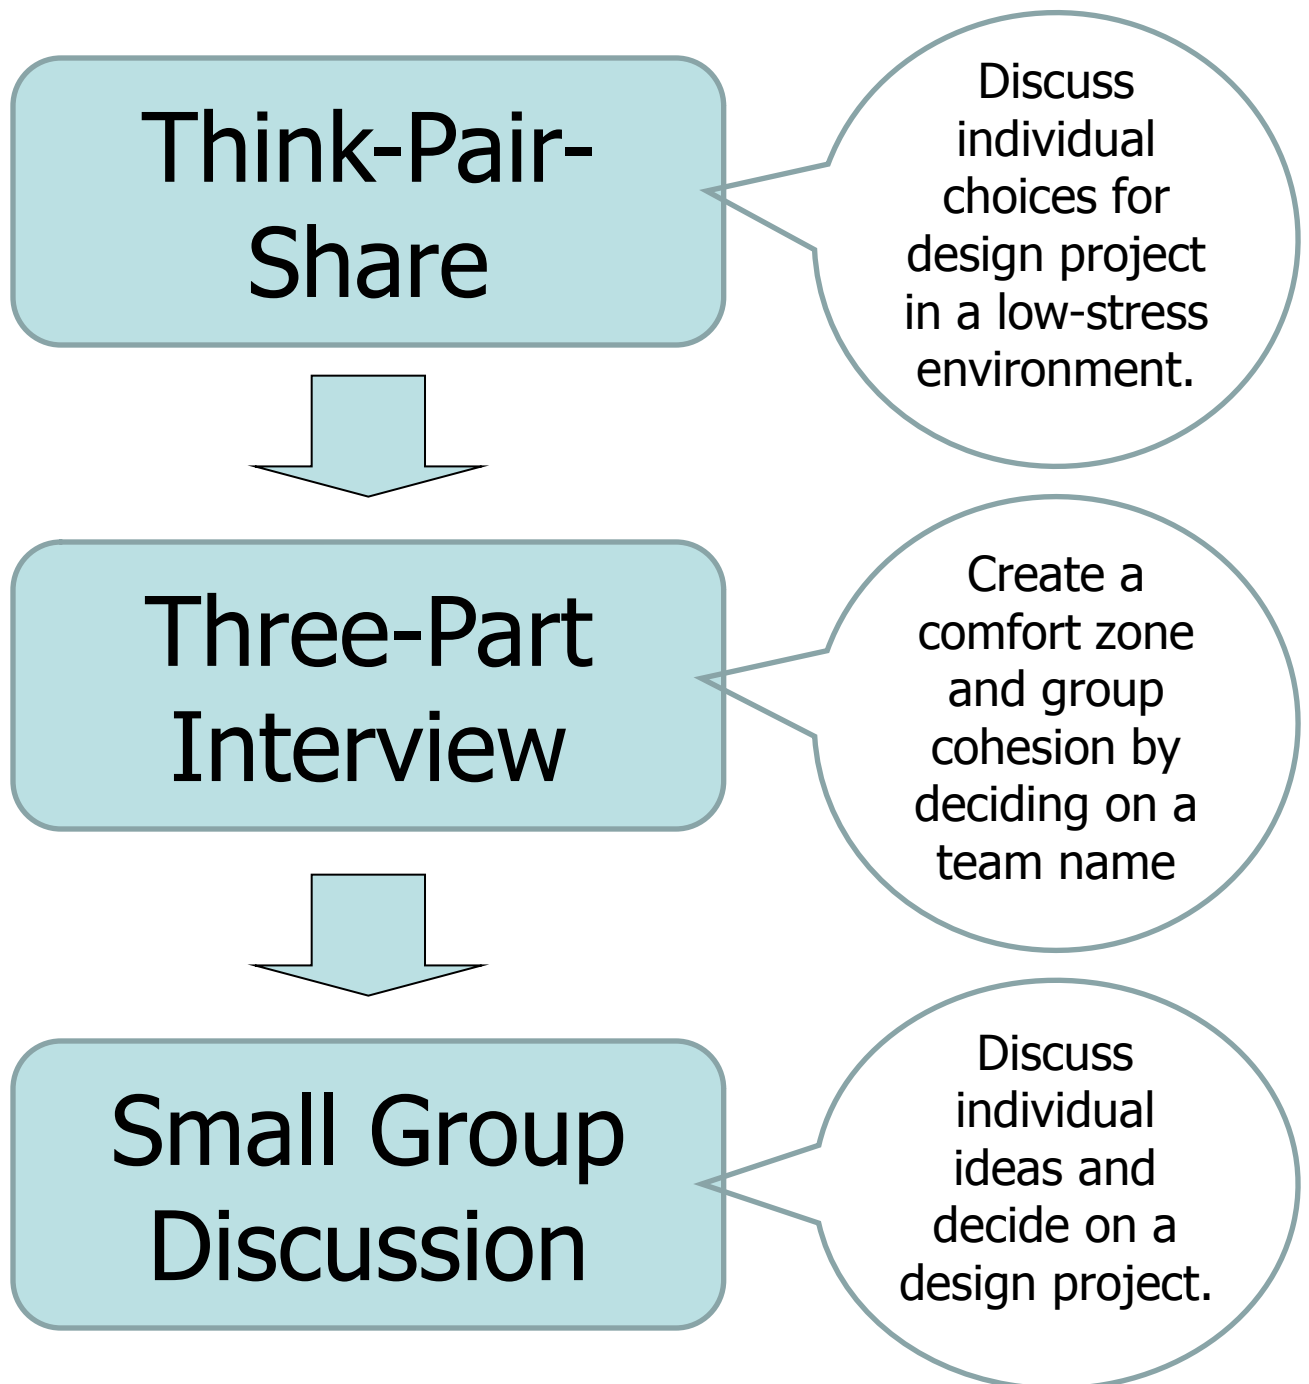 Think-Pair-
Share
Discuss
individual
choices for
design project
in a low-stress
environment.
Three-Part
Interview
Create a
comfort zone
and group
cohesion by
deciding on a
team name
Small Group
Discussion
Discuss
individual
ideas and
decide on a
design project.